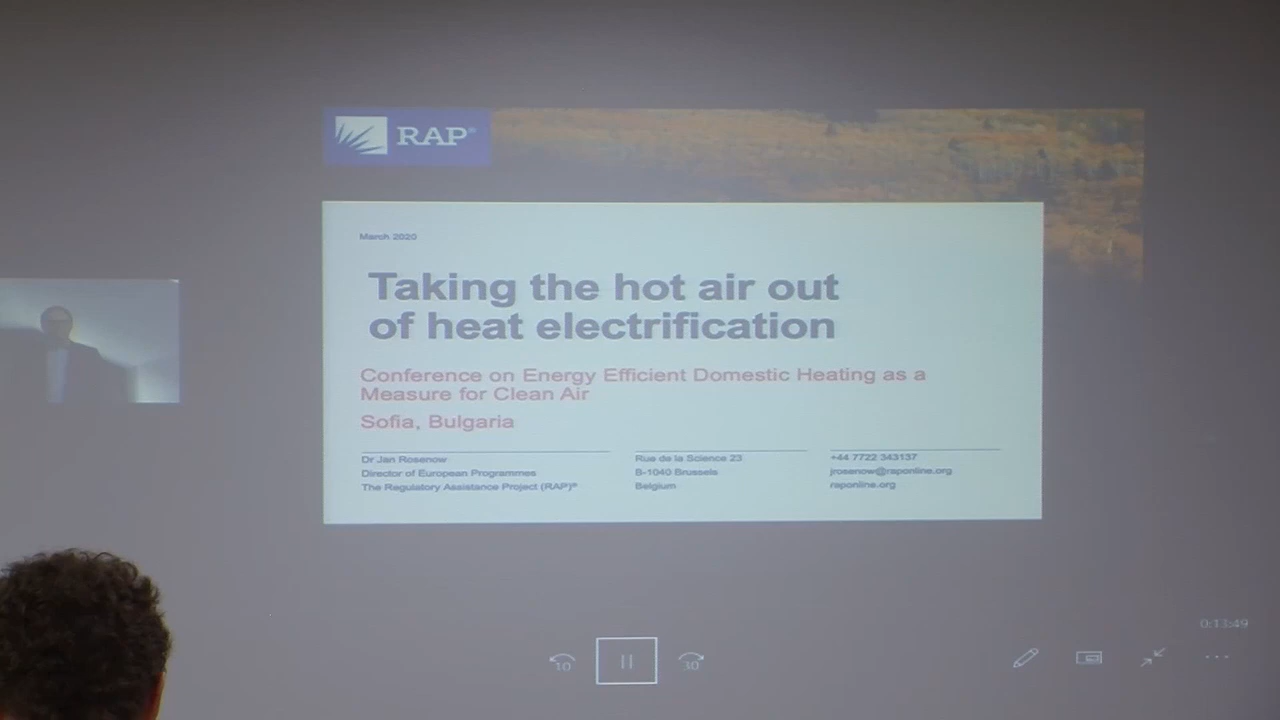 RAP®
March 2020
Taking the hot air out
of heat electrification
Conference on Energy Efficient Domestic Heating as a
Measure for Clean Air
Sofia, Bulgaria
Dr Jan Rosenow
Director of European Programmes
The Regulatory Assistance Project (RAP)®
Rue de la Science 23
B-1040 Brussels
Belgium
+44 7722 343137
jrosenow@raponline.org
raponline.org
0:13:49
10
30